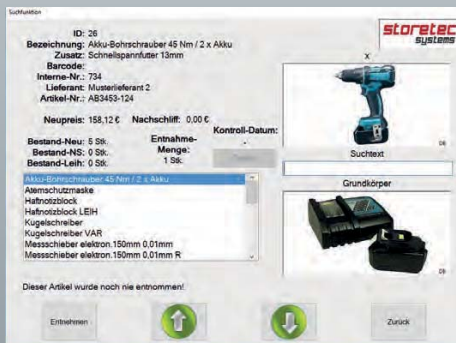 Suchfunktion
storetec
systems
ID: 26
Bezeichnung: Akku-Bohrschrauber 45 Nm / 2 x Akku
Zusatz: Schnellspannfutter 13mm
Barcode:
Interne-Nr.: 734
Lieferant: Musterlieferant 2
Artikel-Nr.: AB3453-124
Neupreis: 158,12 € Nachschliff: 0,00 €
Kontroll-Datum:
-
Bestand-Neu: 5 Stk.
Bestand-NS: 0 Stk.
Bestand-Leih: 0 Stk.
Entnahme-
Menge:
1 Stk.
X
Suchtext
Grundkörper
Akku-Bohrschrauber 45 Nm / 2 x Akku
Atemschutzmaske
Haftnotizblock
Haftnotizblock LEIH
Kugelschreiber
Kugelschreiber VAR
Messschieber elektron.150mm 0,01mm
Messschieber elektron.150mm 0,01mm R
Dieser Artikel wurde noch nie entnommen!
Entnehmen
Zurück